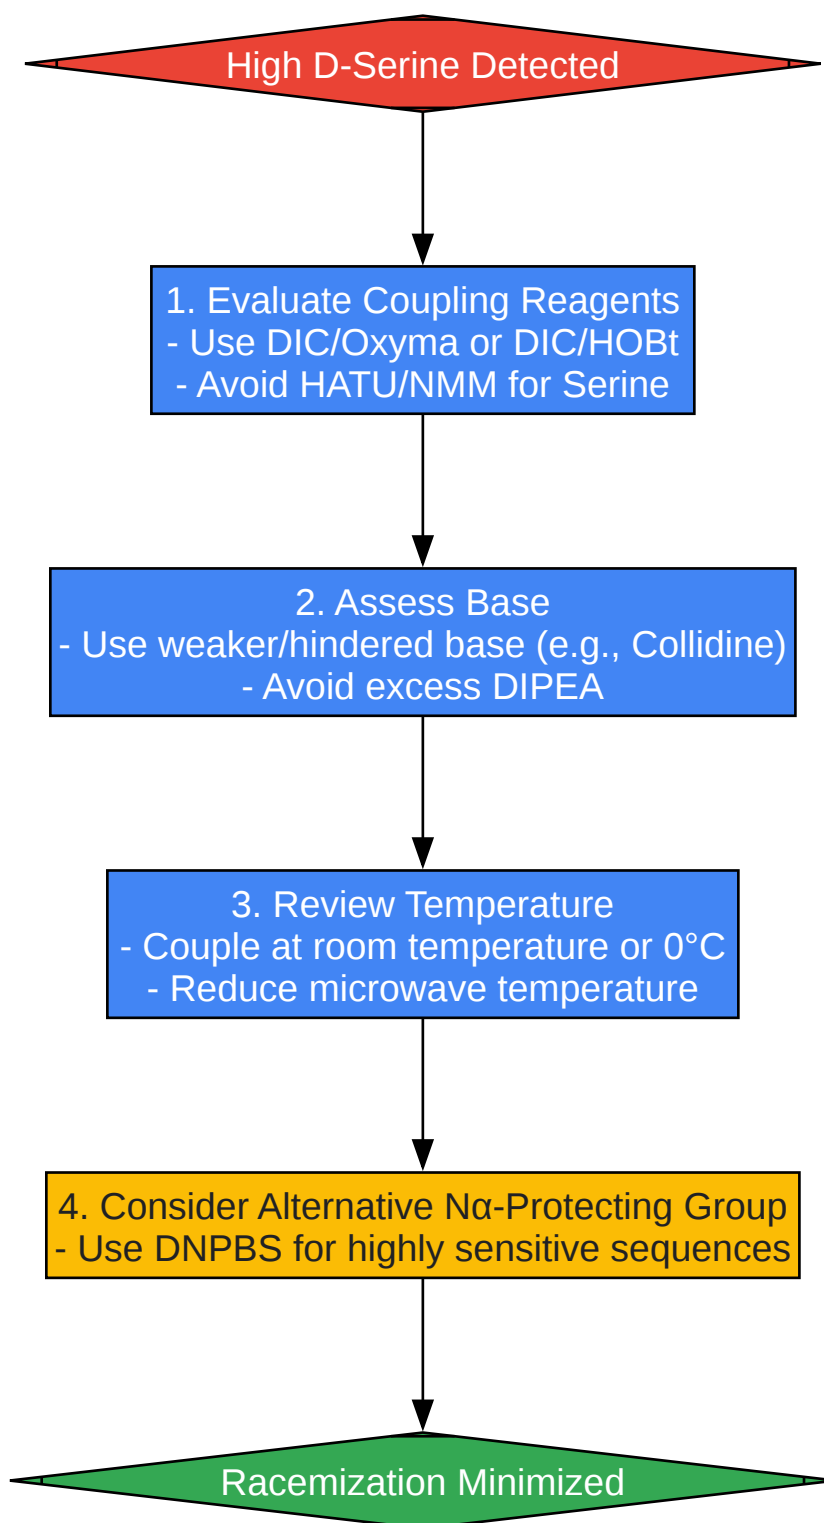 High D-Serine Detected
1. Evaluate Coupling Reagents
- Use DIC/Oxyma or DIC/HOBt
- Avoid HATU/NMM for Serine
2. Assess Base
- Use weaker/hindered base (e.g., Collidine)
- Avoid excess DIPEA
3. Review Temperature
- Couple at room temperature or 0°C
- Reduce microwave temperature
4. Consider Alternative Nα-Protecting Group
- Use DNPBS for highly sensitive sequences
Racemization Minimized